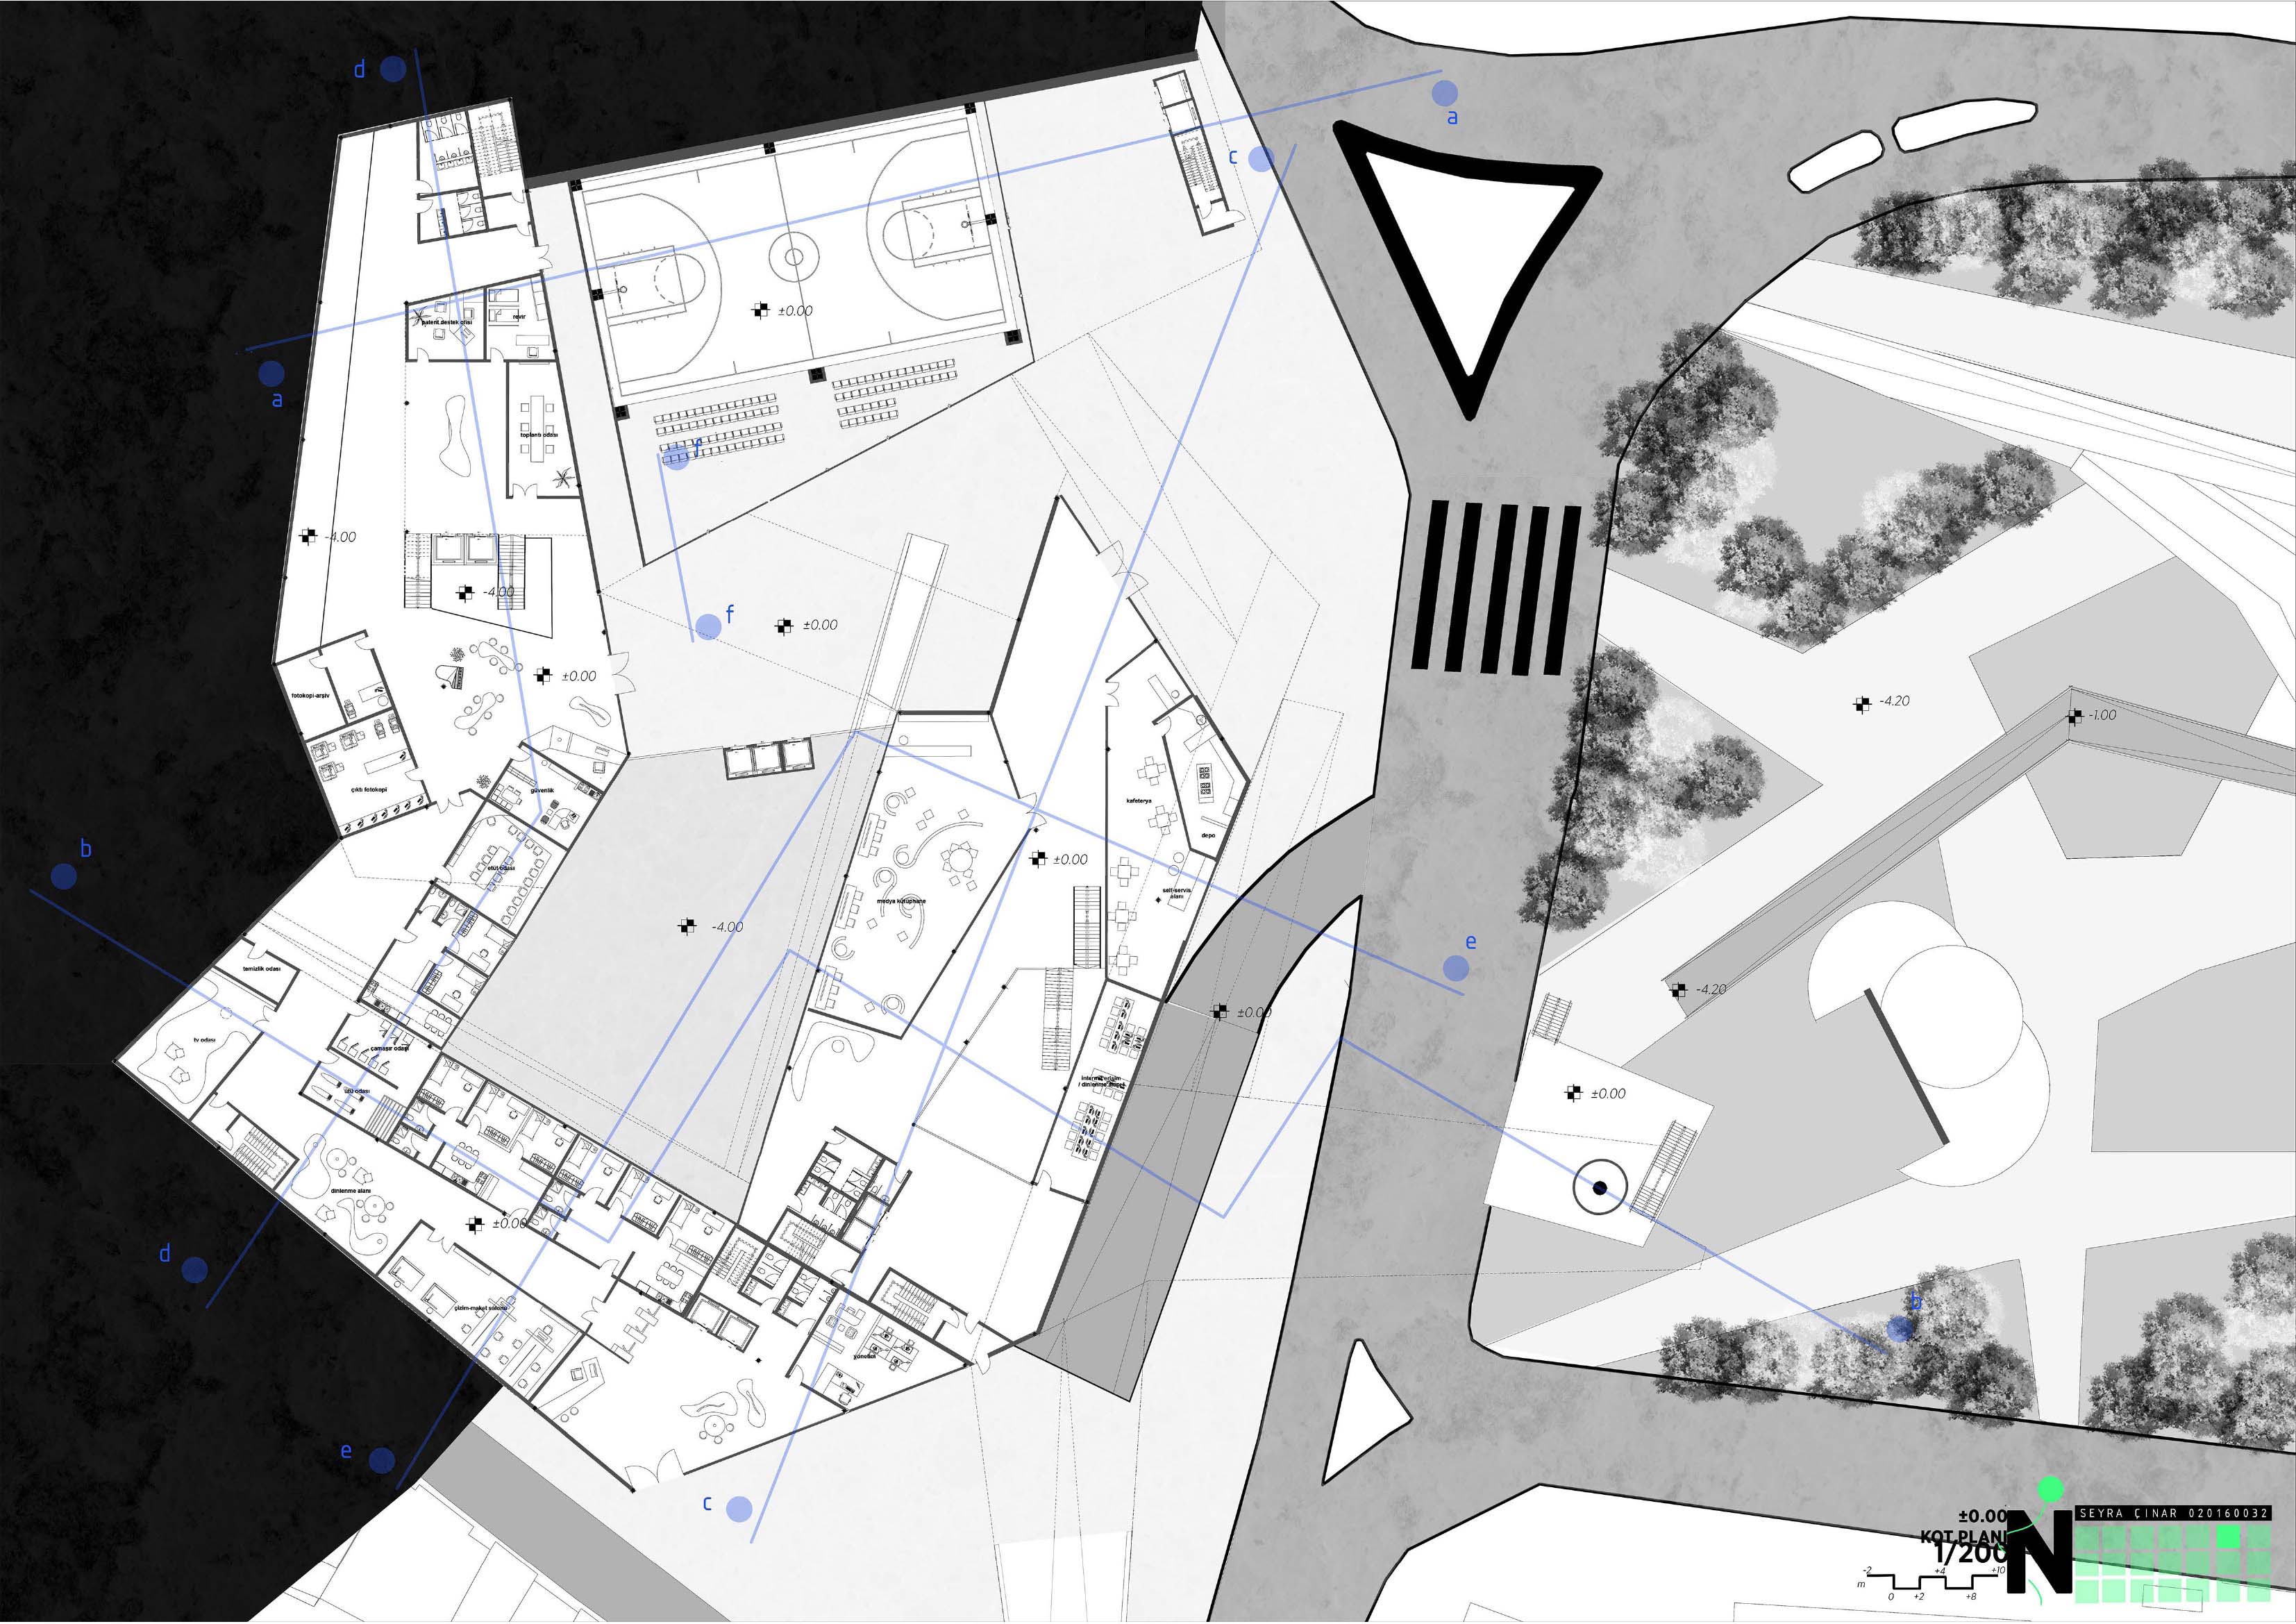 d
a
c
patent destek ofisi
revir
±0.00
a
toplantı odası
f
-4.00
-4.00
f
±0.00
±0.00
fotokopi-arşiv
-4.20
-1.00
çıktı fotokopi
güvenlik
kafeterya
depo
b
etüt odası
±0.00
self-servis
alanı
medya kütüphane
-4.00
e
temizlik odası
-4.20
±0.00
tv odası
çamaşır odası
ütü odası
internet erişim
±0.00
dinlenme alanı
±0.00
d
çizim-maket salonu
b
yönetim
e
c
±0.00
KOT PLANI
1/200
N
SEYRA ÇINAR 020160032
-2
+4
+10
m
0
+2
+8